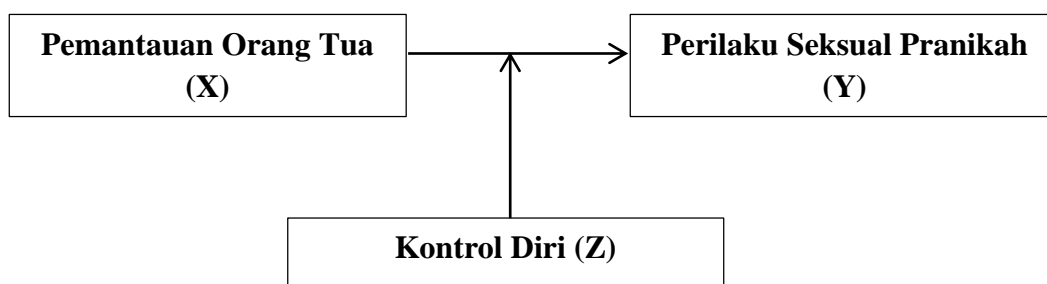 Pemantauan Orang Tua
(X)
Perilaku Seksual Pranikah
(Y)
Kontrol Diri (Z)